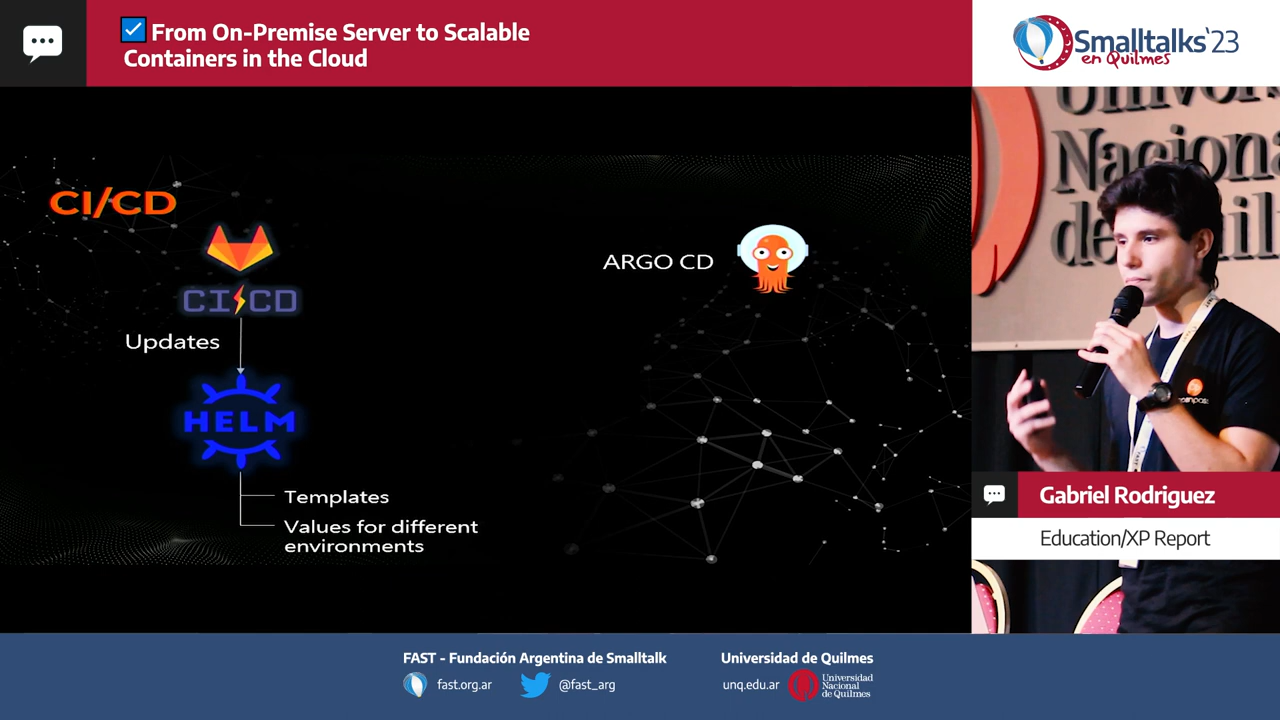 From On-Premise Server to Scalable
Containers in the Cloud
Smalltalks'23
en Quilmes
CI/CD
CI CD
Updates
HELM
Templates
Values for different
environments
ARGO CD
Nacional
de
Gabriel Rodriguez
Education/XP Report
FAST - Fundación Argentina de Smalltalk
fast.org.ar
@fast_arg
Universidad de Quilmes
unq.edu.ar
Universidad
Nacional
de Quilmes